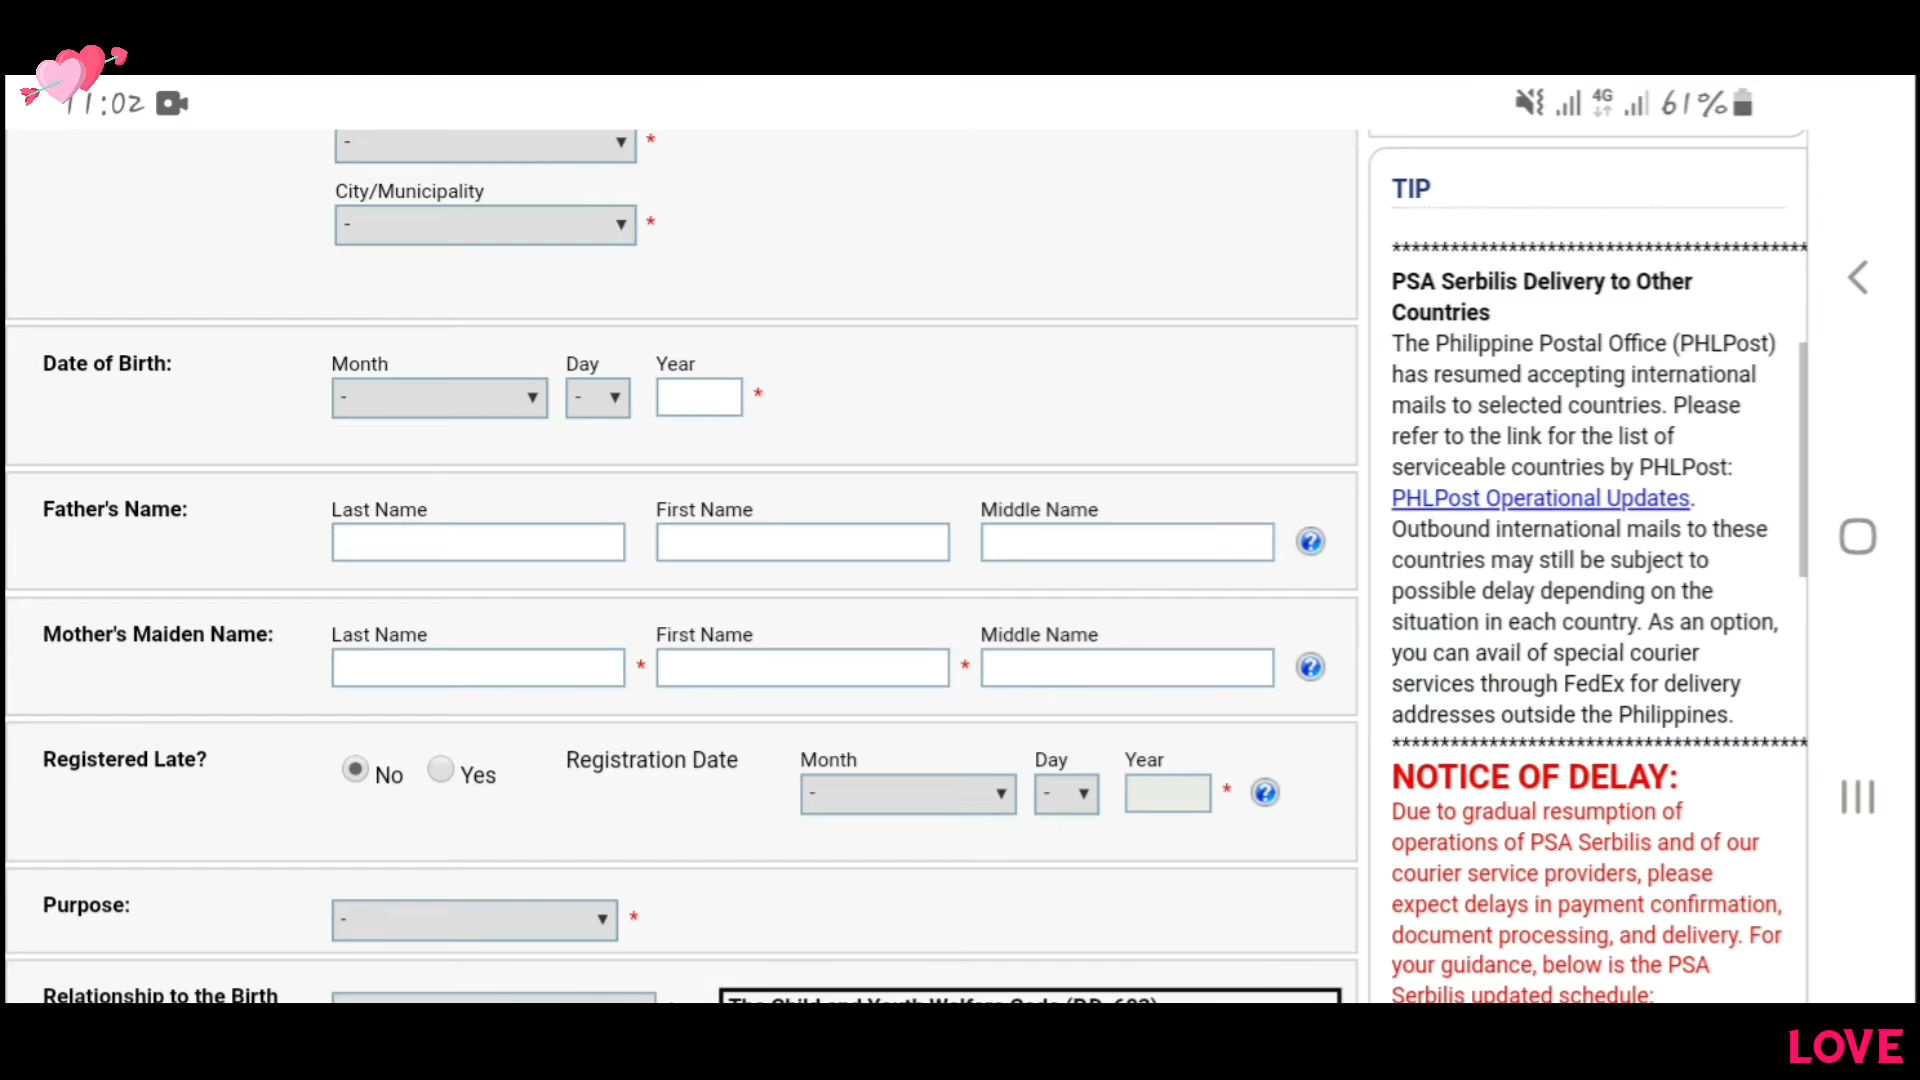 11:02
4G
61%
-
*
City/Municipality
-
*
Date of Birth:
Month
Day
Year
-
-
*
Father's Name:
Last Name
First Name
Middle Name
?
Mother's Maiden Name:
Last Name
First Name
Middle Name
*
*
?
Registered Late?
No
Yes
Registration Date
Month
Day
Year
-
-
*
?
Purpose:
-
*
Relationship to the Birth
The Child and Youth Welfare Code (P.D. 603)
TIP
*******************************************
PSA Serbilis Delivery to Other
Countries
The Philippine Postal Office (PHLPost)
has resumed accepting international
mails to selected countries. Please
refer to the link for the list of
serviceable countries by PHLPost:
PHLPost Operational Updates.
Outbound international mails to these
countries may still be subject to
possible delay depending on the
situation in each country. As an option,
you can avail of special courier
services through FedEx for delivery
addresses outside the Philippines.
*******************************************
NOTICE OF DELAY:
Due to gradual resumption of
operations of PSA Serbilis and of our
courier service providers, please
expect delays in payment confirmation,
document processing, and delivery. For
your guidance, below is the PSA
Serbilis updated schedule:
LOVE